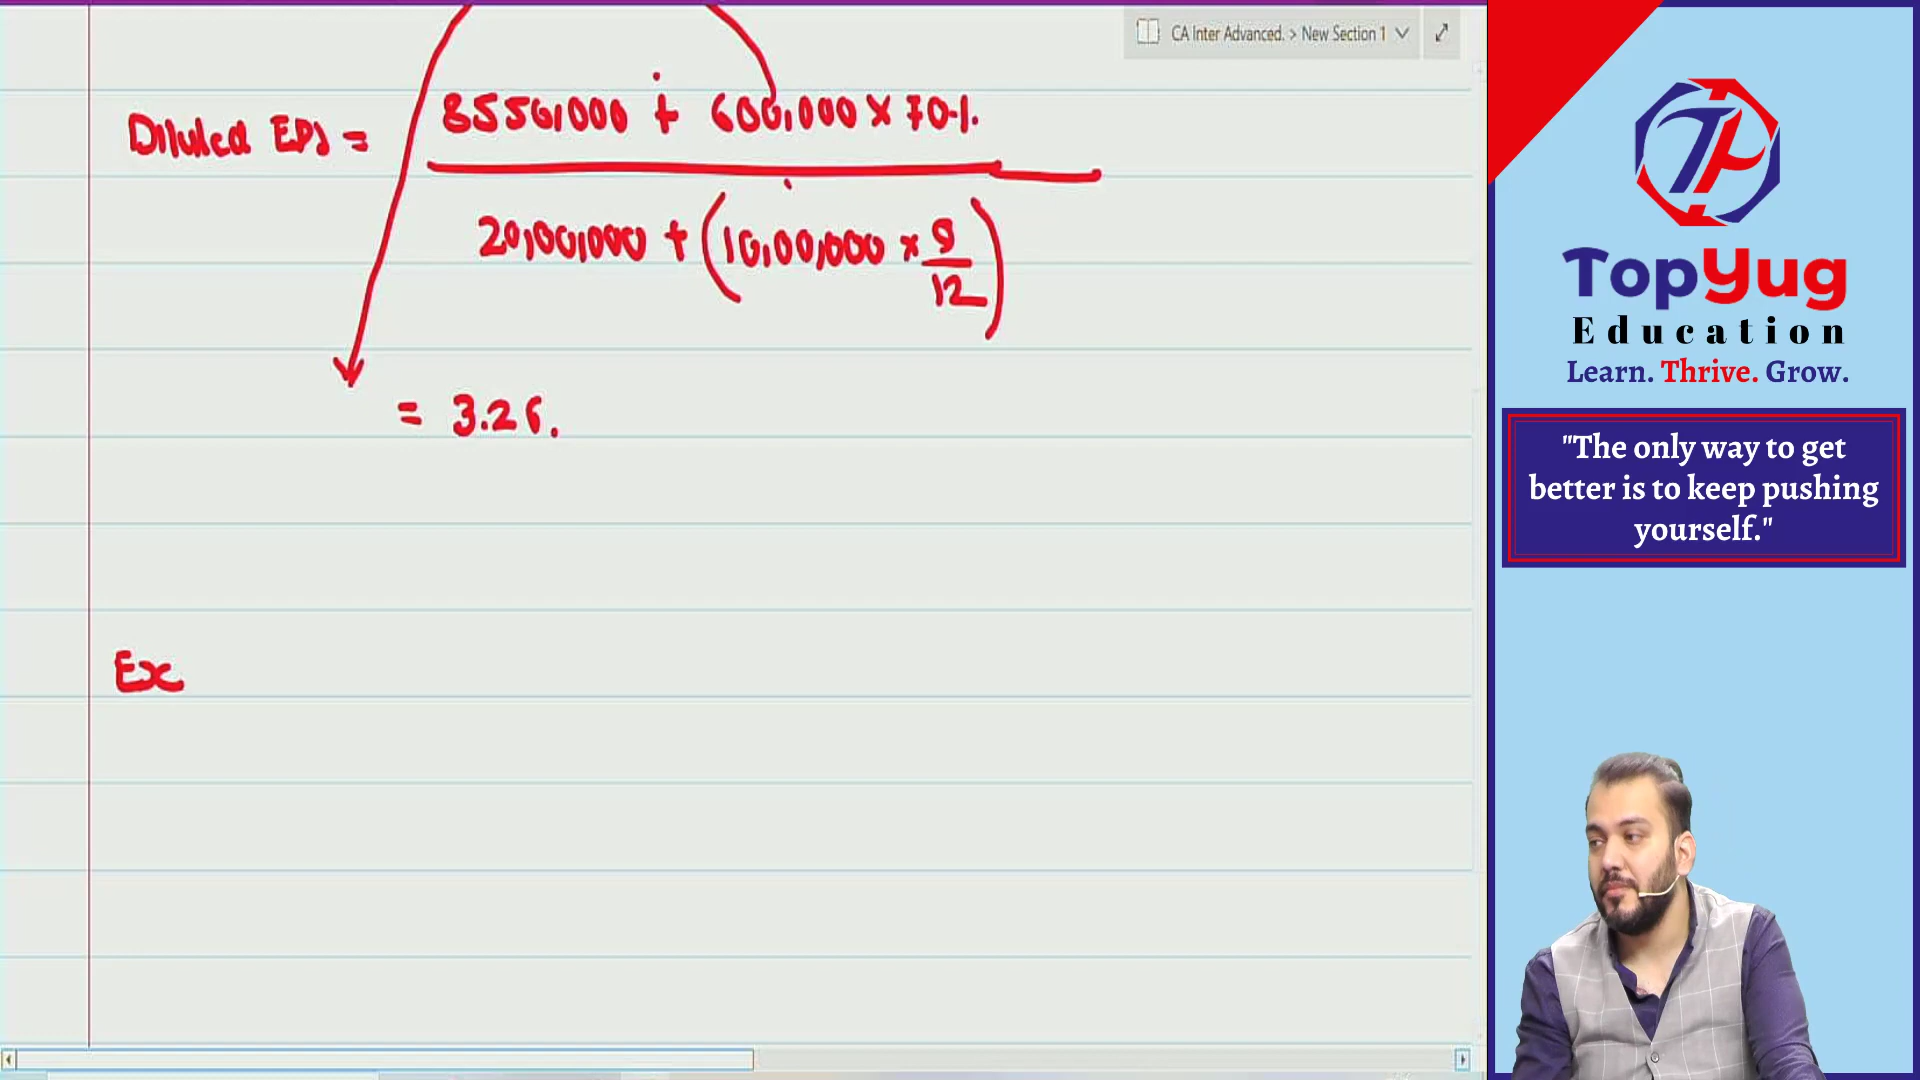 CA Inter Advanced. > New Section 1
Diluted EPS = 8550,000 + 600,000 × 70%
20,00,000 + (10,00,000 × 9/12)
= 3.26.
Ex
TopYug
Education
Learn. Thrive. Grow.
"The only way to get
better is to keep pushing
yourself."